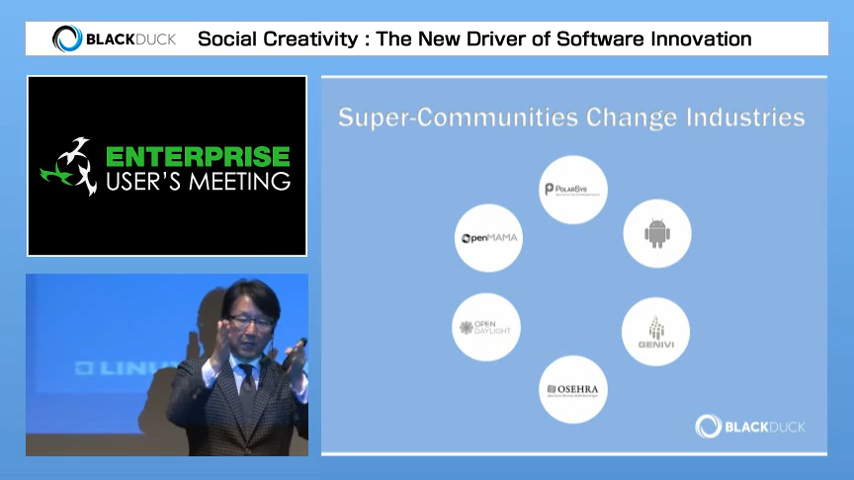 BLACKDUCK Social Creativity : The New Driver of Software Innovation
ENTERPRISE
USER'S MEETING
LINU
Super-Communities Change Industries
POLARSYS
OpenMAMA
OPEN
DAYLIGHT
GENIVI
OSEHRA
BLACKDUCK